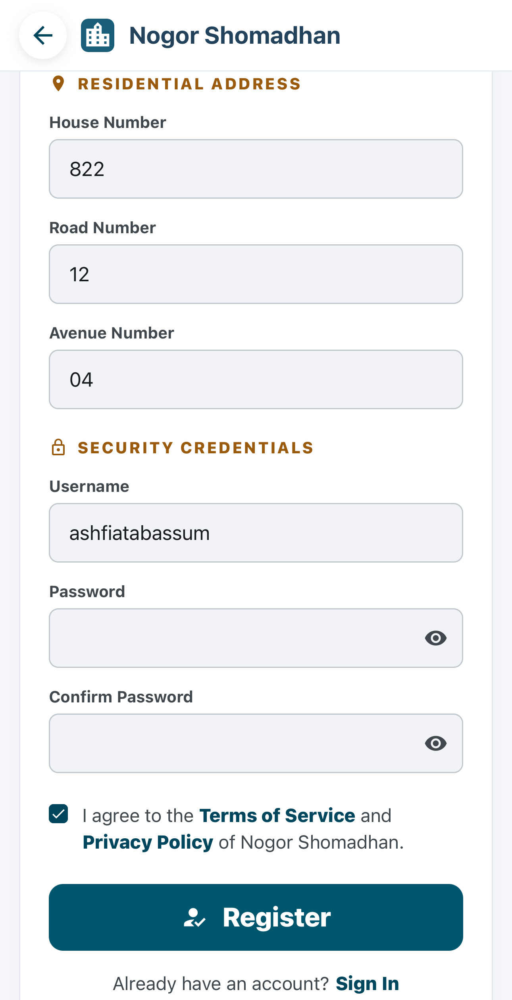 Nogor Shomadhan
RESIDENTIAL ADDRESS
House Number
822
Road Number
12
Avenue Number
04
SECURITY CREDENTIALS
Username
ashfiatabassum
Password
Confirm Password
I agree to the Terms of Service and
Privacy Policy of Nogor Shomadhan.
Register
Already have an account? Sign In